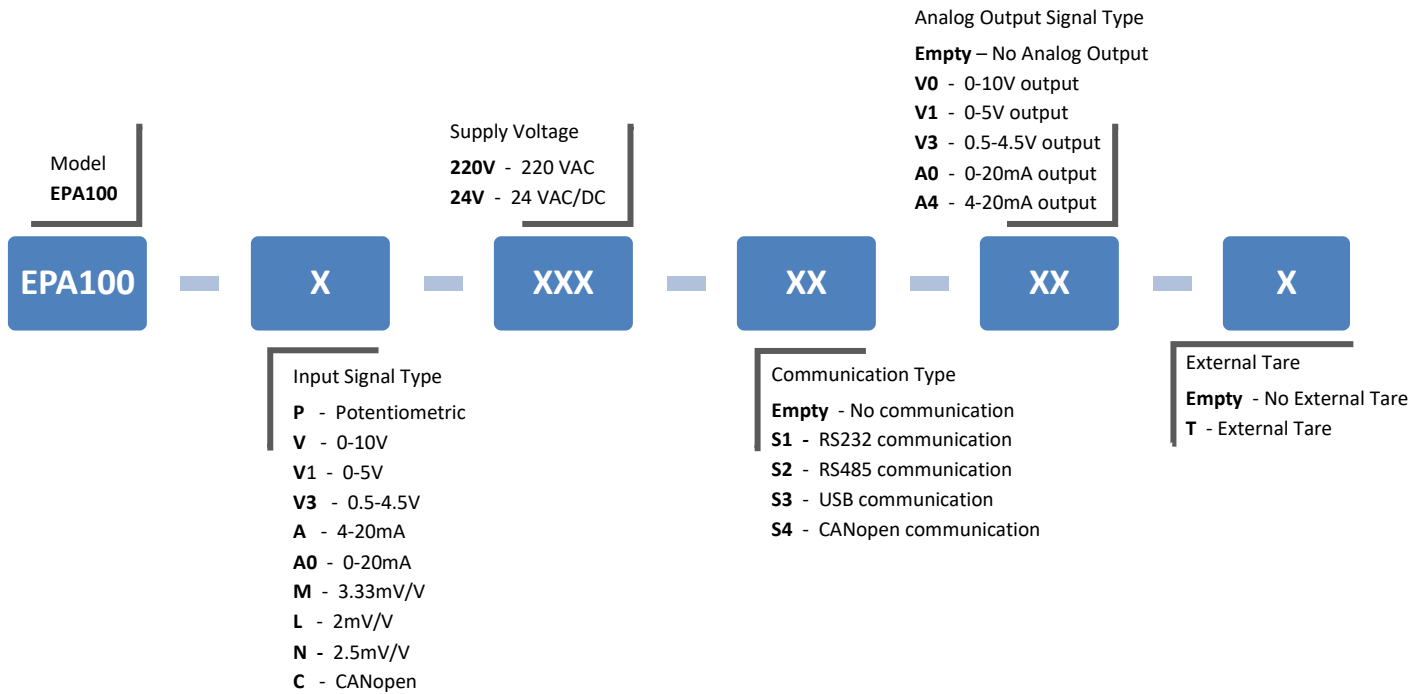 Analog Output Signal Type
Empty – No Analog Output
V0 - 0-10V output
V1 - 0-5V output
V3 - 0.5-4.5V output
A0 - 0-20mA output
A4 - 4-20mA output
Supply Voltage
220V - 220 VAC
24V - 24 VAC/DC
Model
EPA100
EPA100
X
XXX
XX
XX
X
Input Signal Type
P - Potentiometric
V - 0-10V
V1 - 0-5V
V3 - 0.5-4.5V
A - 4-20mA
A0 - 0-20mA
M - 3.33mV/V
L - 2mV/V
N - 2.5mV/V
C - CANopen
Communication Type
Empty - No communication
S1 - RS232 communication
S2 - RS485 communication
S3 - USB communication
S4 - CANopen communication
External Tare
Empty - No External Tare
T - External Tare